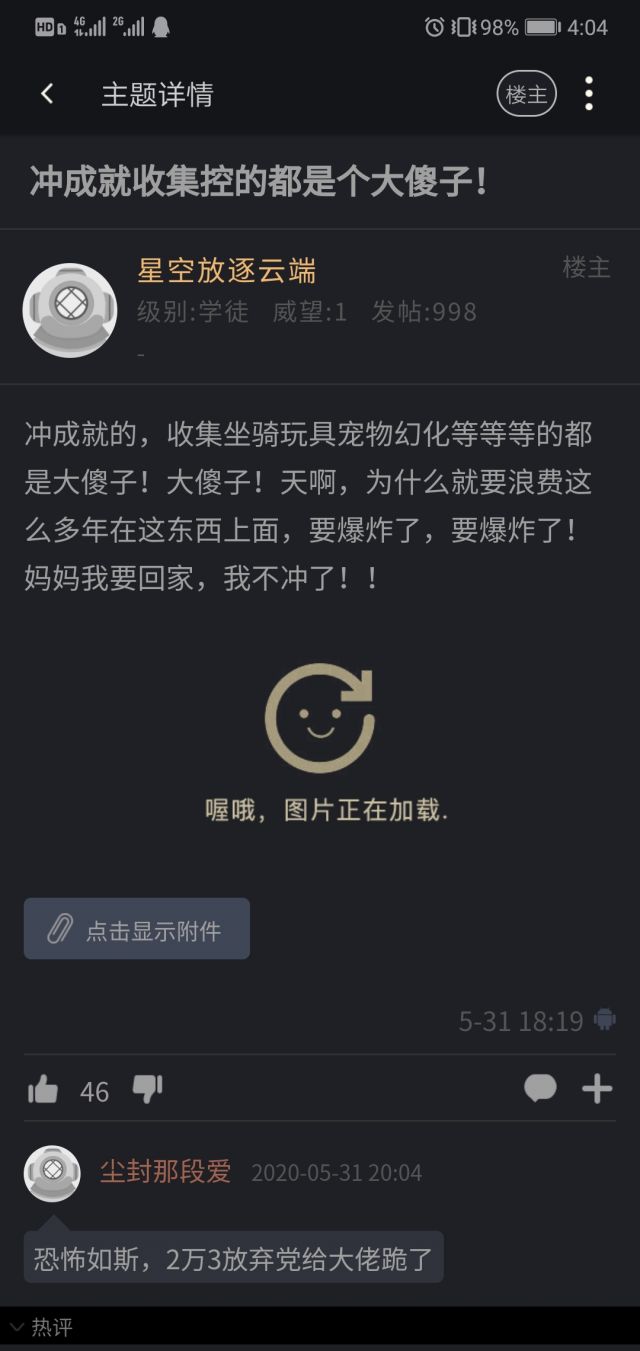 HD 1 4G 2G 98% 4:04
主题详情 楼主
冲成就收集控的都是个大傻子！
星空放逐云端 楼主
级别:学徒 威望:1 发帖:998
-
冲成就的，收集坐骑玩具宠物幻化等等等的都
是大傻子！大傻子！天啊，为什么就要浪费这
么多年在这东西上面，要爆炸了，要爆炸了！
妈妈我要回家，我不冲了！！
喔哦，图片正在加载.
点击显示附件
5-31 18:19
46
尘封那段爱 2020-05-31 20:04
恐怖如斯，2万3放弃党给大佬跪了
热评